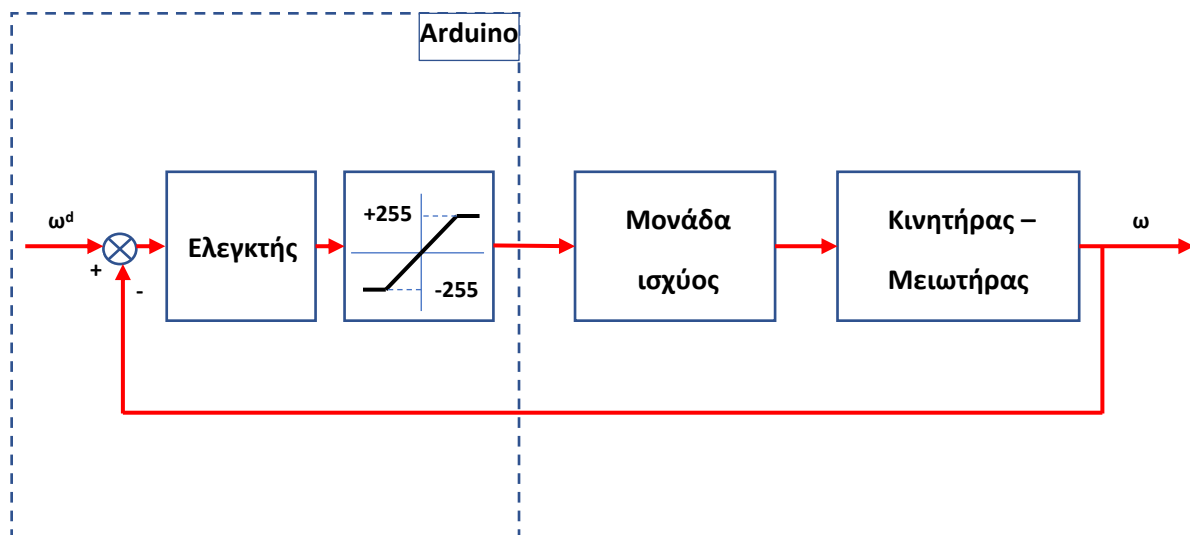 Arduino
ωᵈ
+
-
Ελεγκτής
+255
-255
Μονάδα
ισχύος
Κινητήρας –
Μειωτήρας
ω